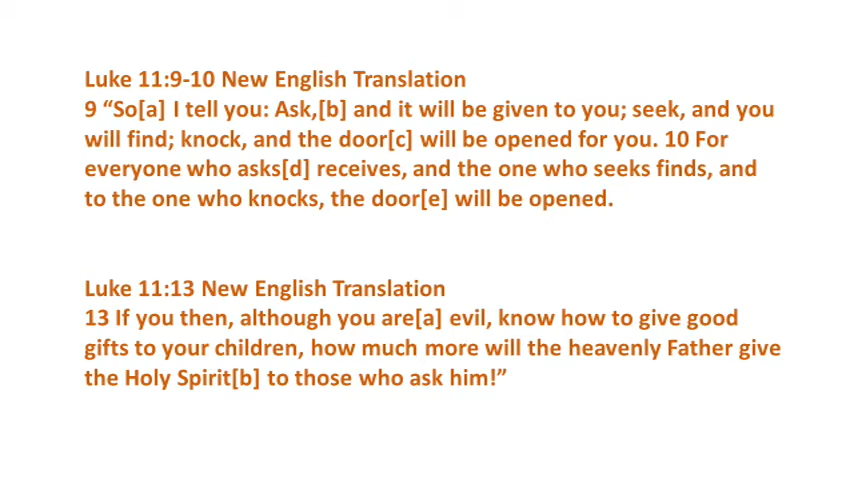 Luke 11:9-10 New English Translation
9 “So[a] I tell you: Ask,[b] and it will be given to you; seek, and you
will find; knock, and the door[c] will be opened for you. 10 For
everyone who asks[d] receives, and the one who seeks finds, and
to the one who knocks, the door[e] will be opened.
Luke 11:13 New English Translation
13 If you then, although you are[a] evil, know how to give good
gifts to your children, how much more will the heavenly Father give
the Holy Spirit[b] to those who ask him!”